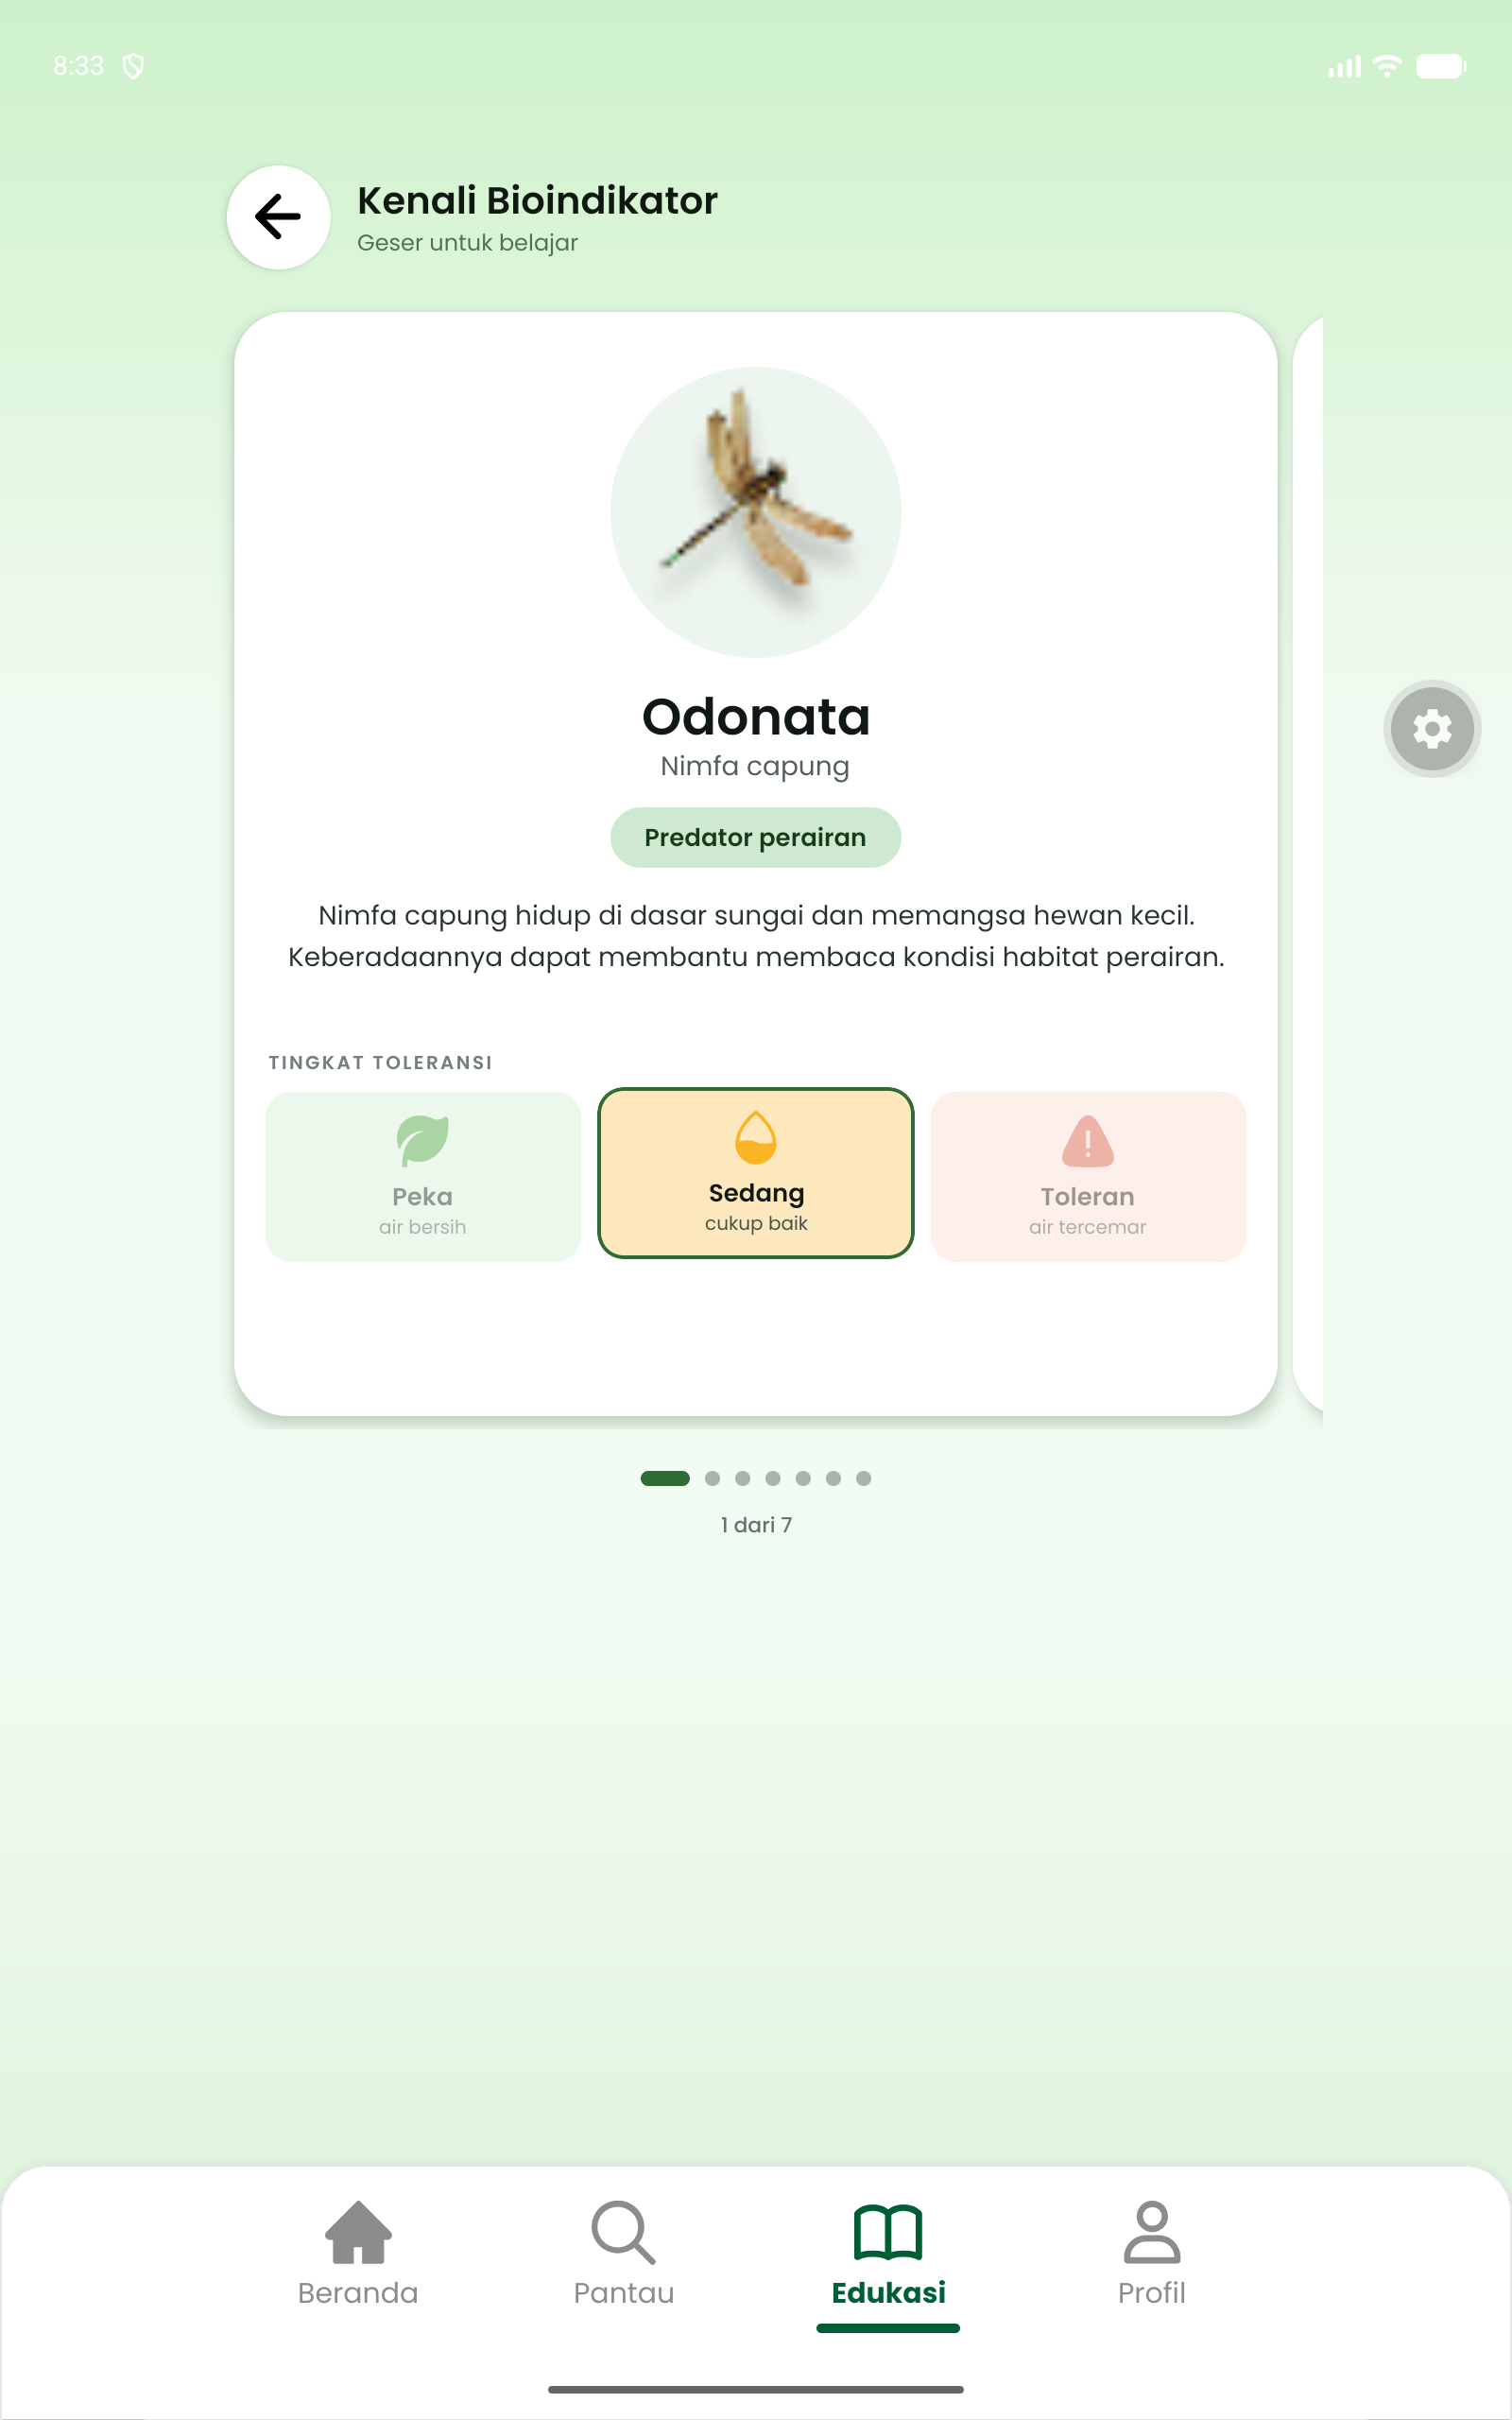 8:33
Kenali Bioindikator
Geser untuk belajar
Odonata
Nimfa capung
Predator perairan
Nimfa capung hidup di dasar sungai dan memangsa hewan kecil.
Keberadaannya dapat membantu membaca kondisi habitat perairan.
TINGKAT TOLERANSI
Peka
air bersih
Sedang
cukup baik
Toleran
air tercemar
1 dari 7
Beranda
Pantau
Edukasi
Profil